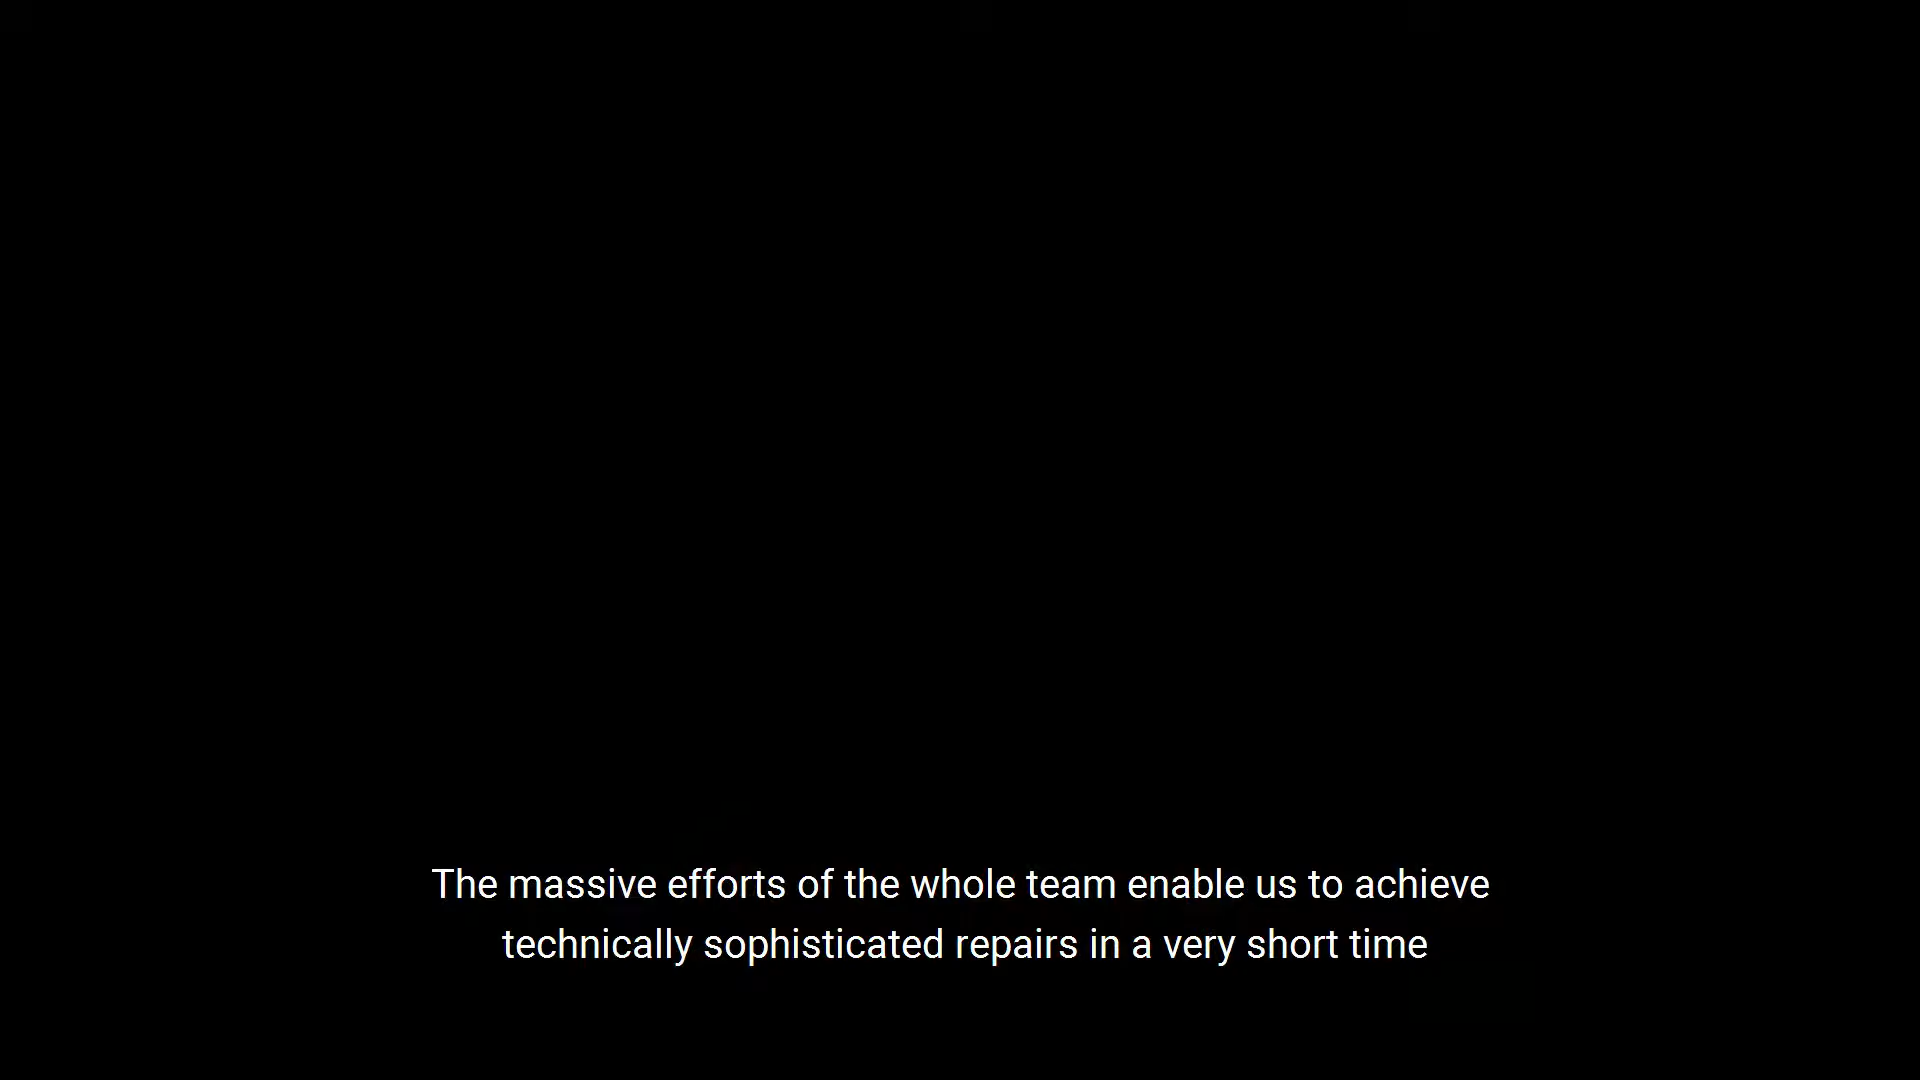 The massive efforts of the whole team enable us to achieve
technically sophisticated repairs in a very short time